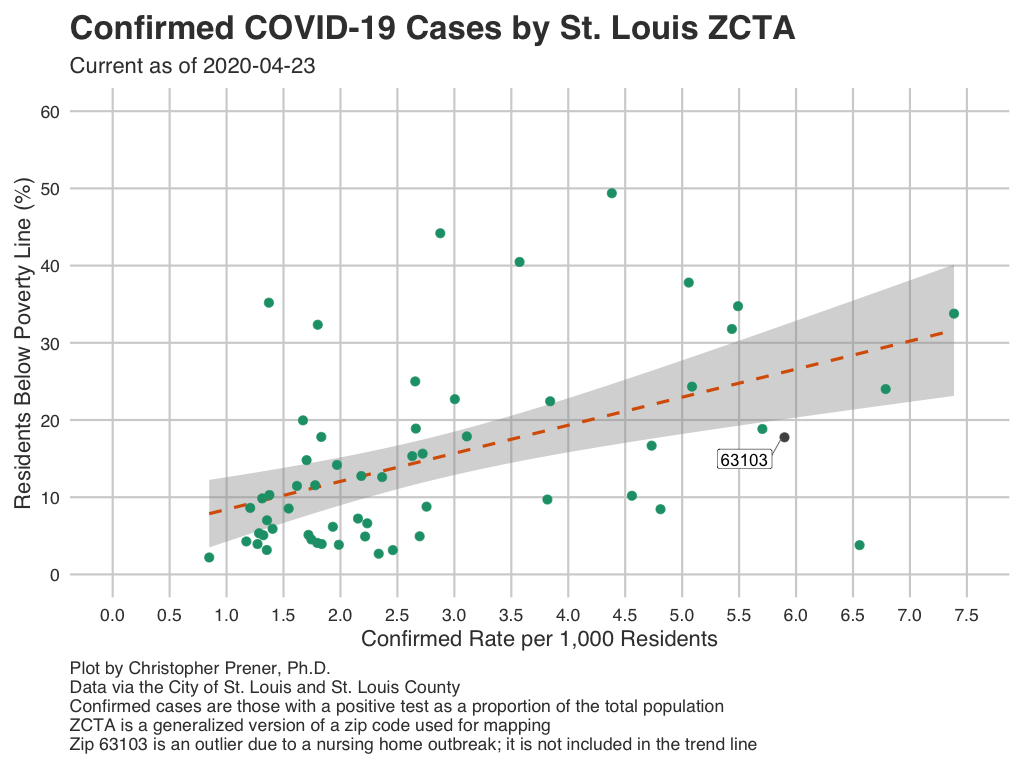 Confirmed COVID-19 Cases by St. Louis ZCTA
Current as of 2020-04-23
Residents Below Poverty Line (%)
60
50
40
30
20
10
0
63103
0.0 0.5 1.0 1.5 2.0 2.5 3.0 3.5 4.0 4.5 5.0 5.5 6.0 6.5 7.0 7.5
Confirmed Rate per 1,000 Residents
Plot by Christopher Prener, Ph.D.
Data via the City of St. Louis and St. Louis County
Confirmed cases are those with a positive test as a proportion of the total population
ZCTA is a generalized version of a zip code used for mapping
Zip 63103 is an outlier due to a nursing home outbreak; it is not included in the trend line